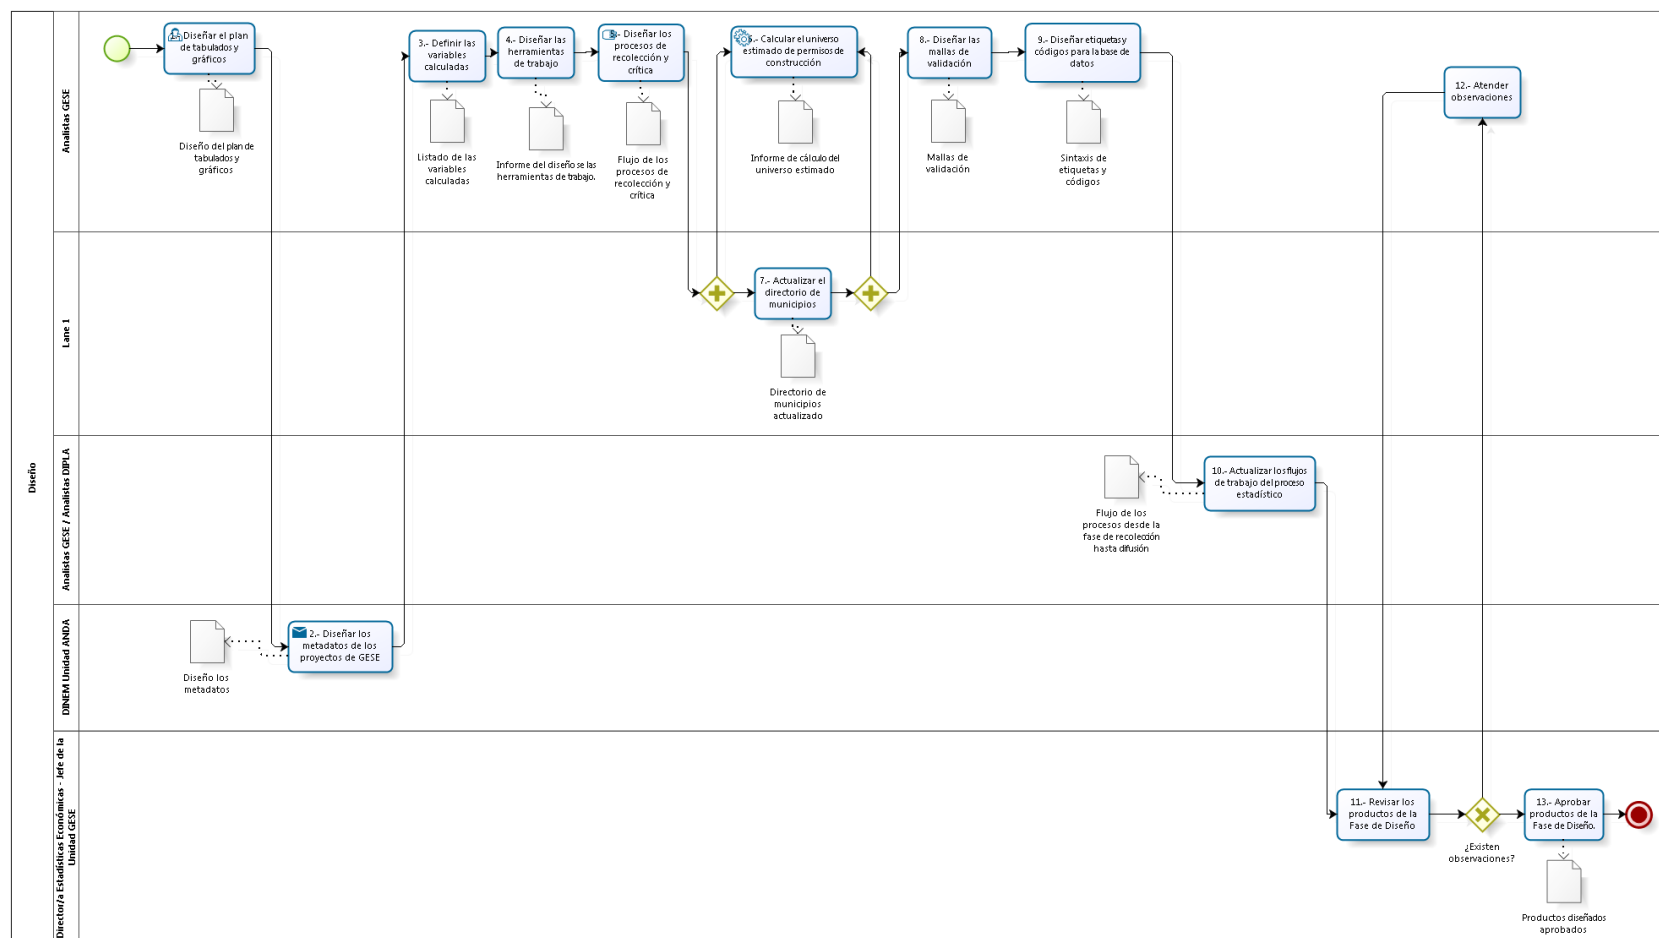 Diseño
Analistas GESE
Diseñar el plan
de tabulados y
gráficos
Diseño del plan de
tabulados y
gráficos
3.- Definir las
variables
calculadas
Listado de las
variables
calculadas
4.- Diseñar las
herramientas
de trabajo
Informe del diseño se las
herramientas de trabajo.
.- Diseñar los
procesos de
recolección y
crítica
Flujo de los
procesos de
recolección y
crítica
.- Calcular el universo
estimado de permisos de
construcción
Informe de cálculo del
universo estimado
8.- Diseñar las
mallas de
validación
Mallas de
validación
9.- Diseñar etiquetas y
códigos para la base de
datos
Sintaxis de
etiquetas y
códigos
12.- Atender
observaciones
Lane 1
7.- Actualizar el
directorio de
municipios
Directorio de
municipios
actualizado
Analistas GESE / Analistas DIPLA
10.- Actualizar los flujos
de trabajo del proceso
estadístico
Flujo de los
procesos desde la
fase de recolección
hasta difusión
DINEM Unidad ANDA
2.- Diseñar los
metadatos de los
proyectos de GESE
Diseño los
metadatos
Director/a Estadísticas Económicas - Jefe de la
Unidad GESE
11.- Revisar los
productos de la
Fase de Diseño
¿Existen
observaciones?
13.- Aprobar
productos de la
Fase de Diseño.
Productos diseñados
aprobados